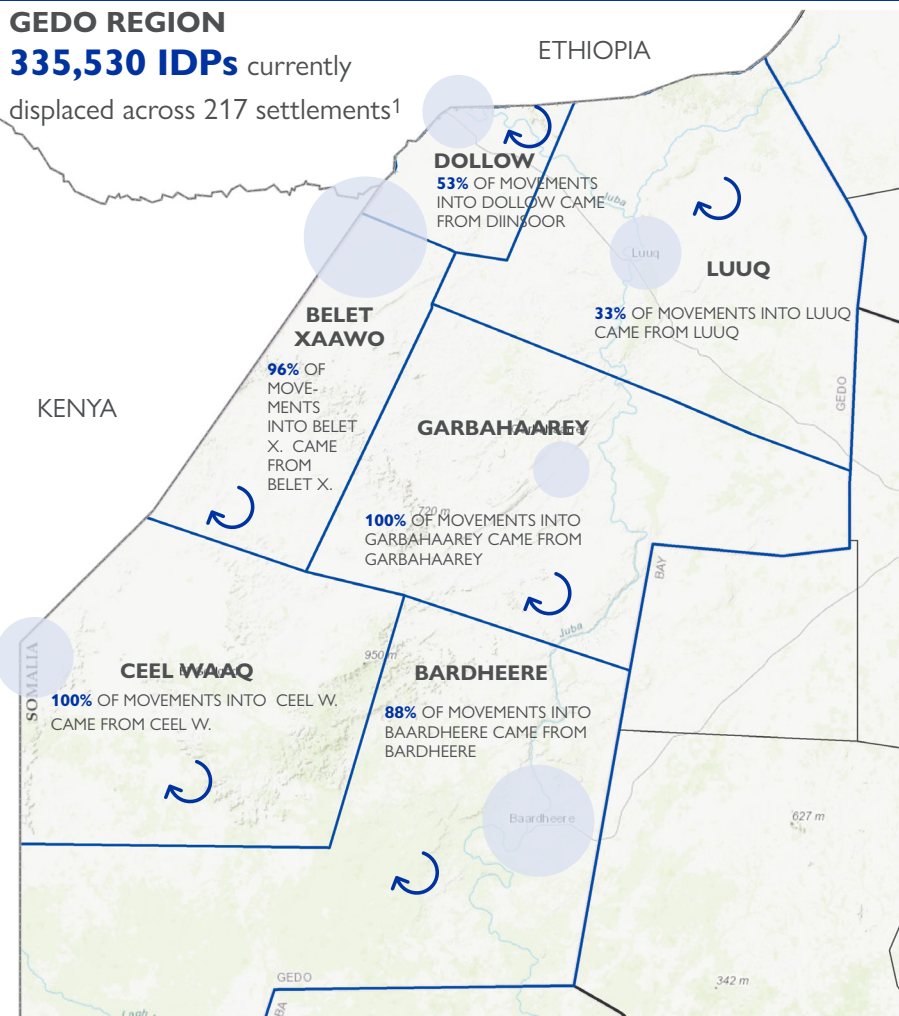 GEDO REGION
335,530 IDPs currently
displaced across 217 settlements¹
ETHIOPIA
DOLLOW
53% OF MOVEMENTS
INTO DOLLOW CAME
FROM DIINSOOR
Juba
Luuq
LUUQ
33% OF MOVEMENTS INTO LUUQ
CAME FROM LUUQ
BELET
XAAWO
96% OF
MOVE-
MENTS
INTO BELET
X. CAME
FROM
BELET X.
KENYA
GEDO
GARBAHAAREY
720 m
100% OF MOVEMENTS INTO
GARBAHAAREY CAME FROM
GARBAHAAREY
BAY
Juba
950 m
SOMALIA
CEEL WAAQ
100% OF MOVEMENTS INTO CEEL W.
CAME FROM CEEL W.
BARDHEERE
88% OF MOVEMENTS INTO
BAARDHEERE CAME FROM
BARDHEERE
Baardheere
627 m
GEDO
342 m